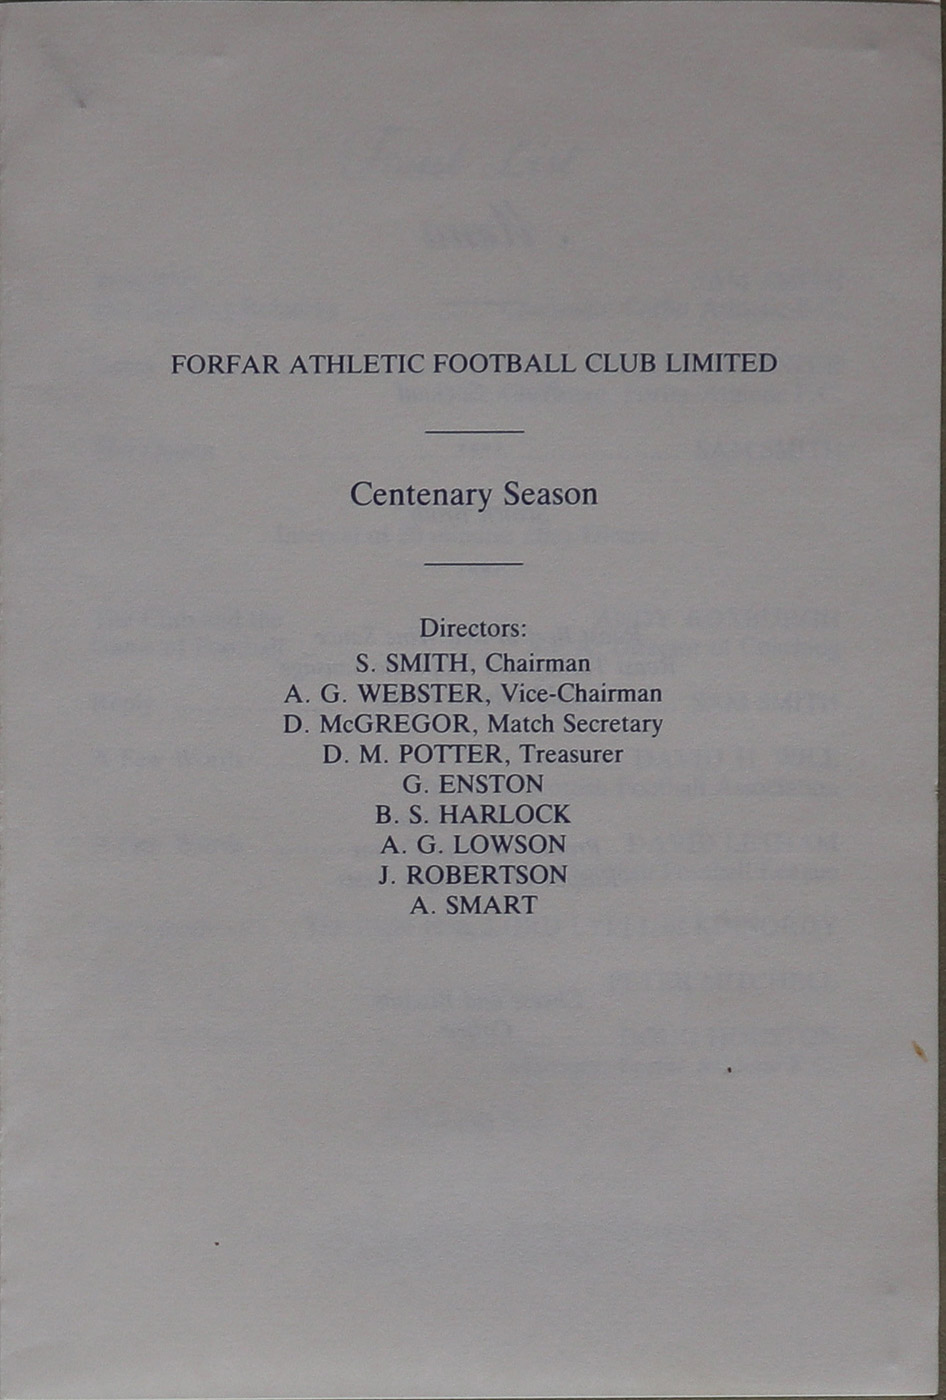 FORFAR ATHLETIC FOOTBALL CLUB LIMITED
Centenary Season
Directors:
S. SMITH, Chairman
A. G. WEBSTER, Vice-Chairman
D. McGREGOR, Match Secretary
D. M. POTTER, Treasurer
G. ENSTON
B. S. HARLOCK
A. G. LOWSON
J. ROBERTSON
A. SMART